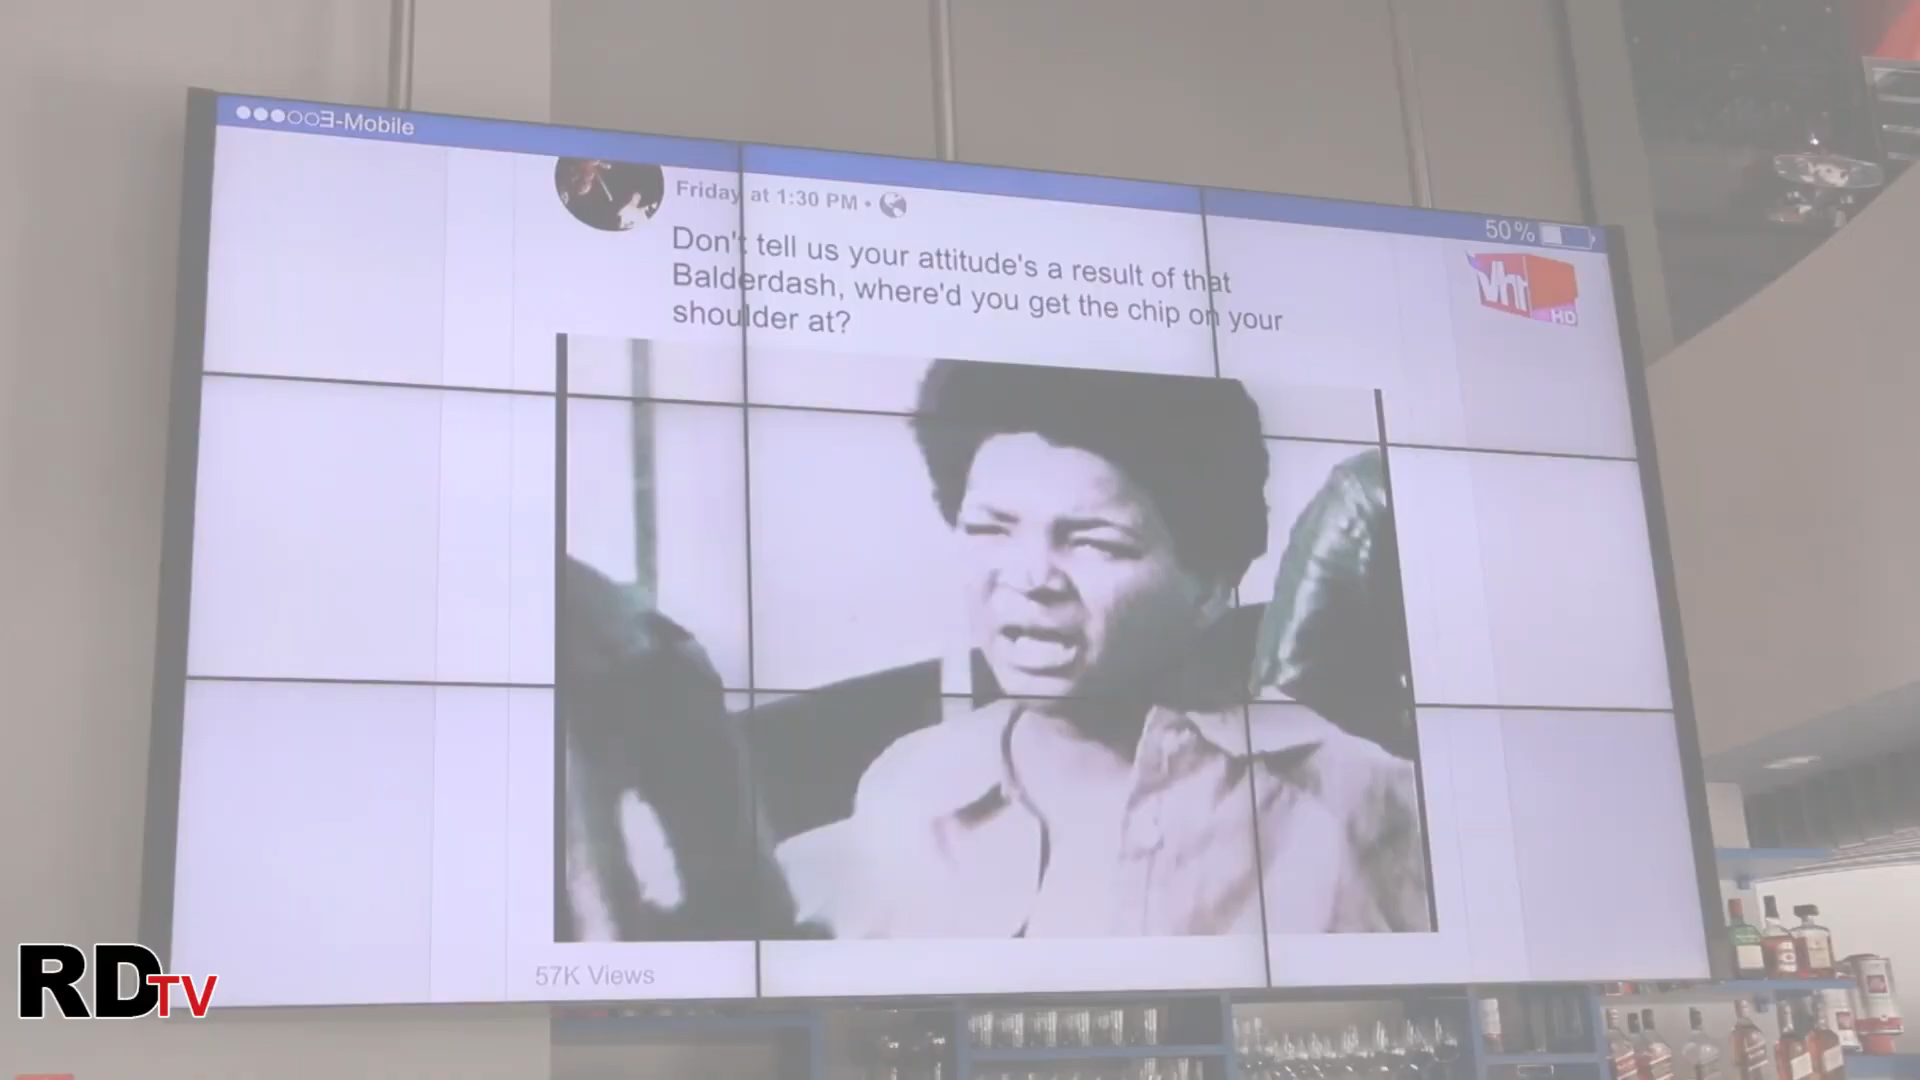 ●●●○○3-Mobile
50%
Friday at 1:30 PM •
Don't tell us your attitude's a result of that
Balderdash, where'd you get the chip on your
shoulder at?
vh1
HD
57K Views
RDTV